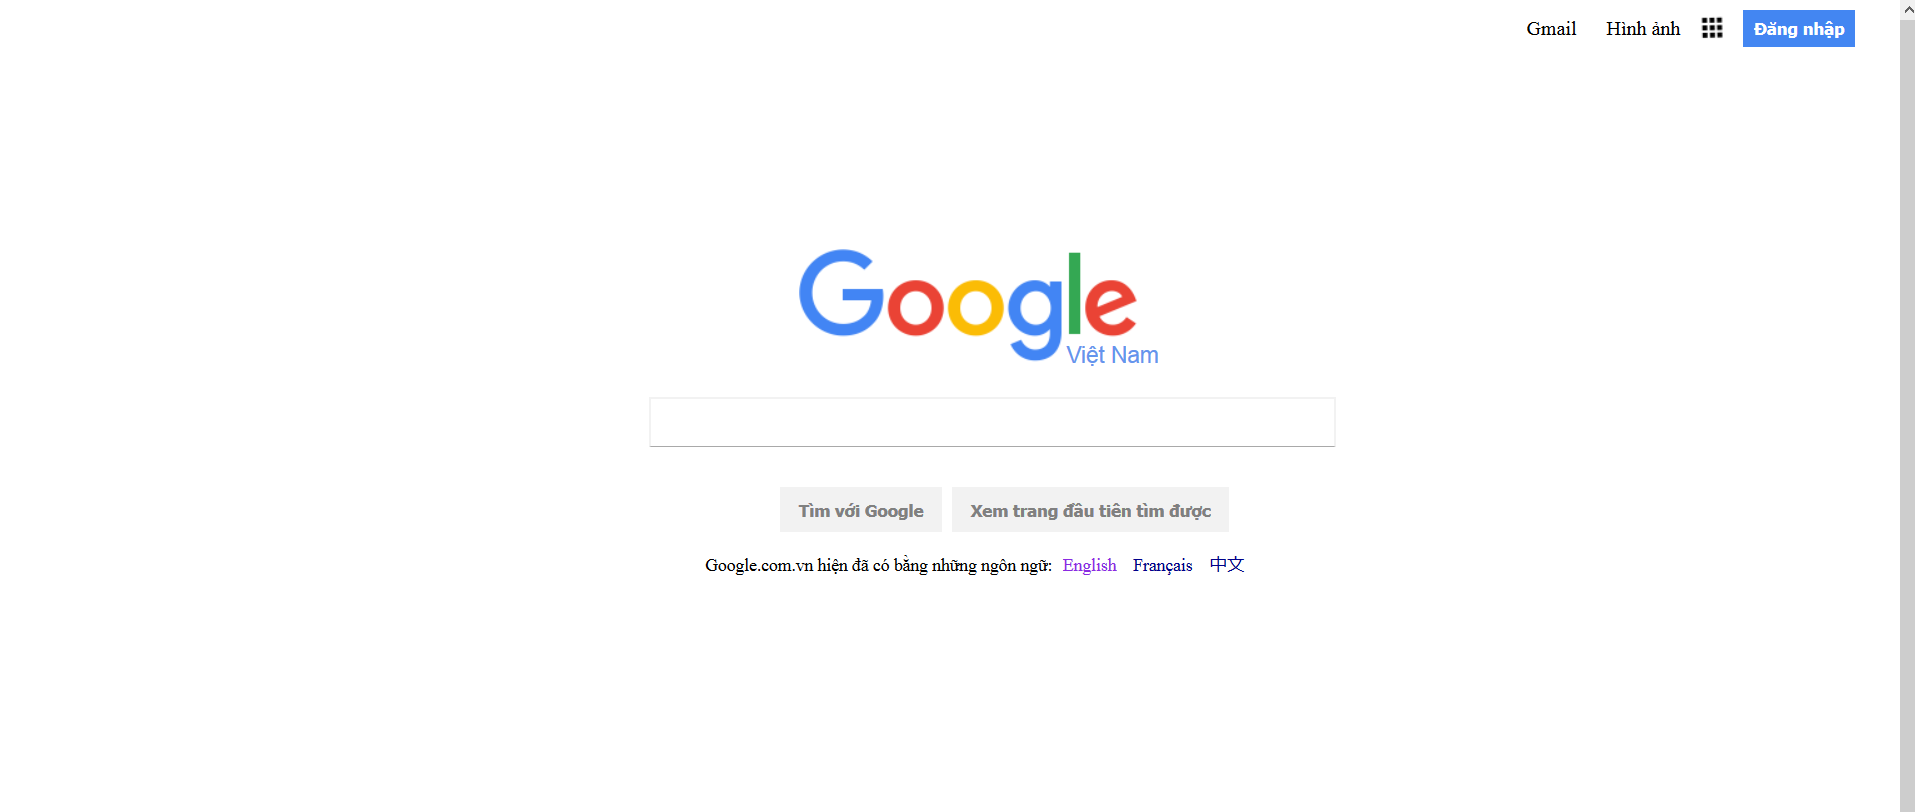 Gmail Hình ảnh Đăng nhập
Google
Việt Nam
Tìm với Google Xem trang đầu tiên tìm được
Google.com.vn hiện đã có bằng những ngôn ngữ: English Français 中文